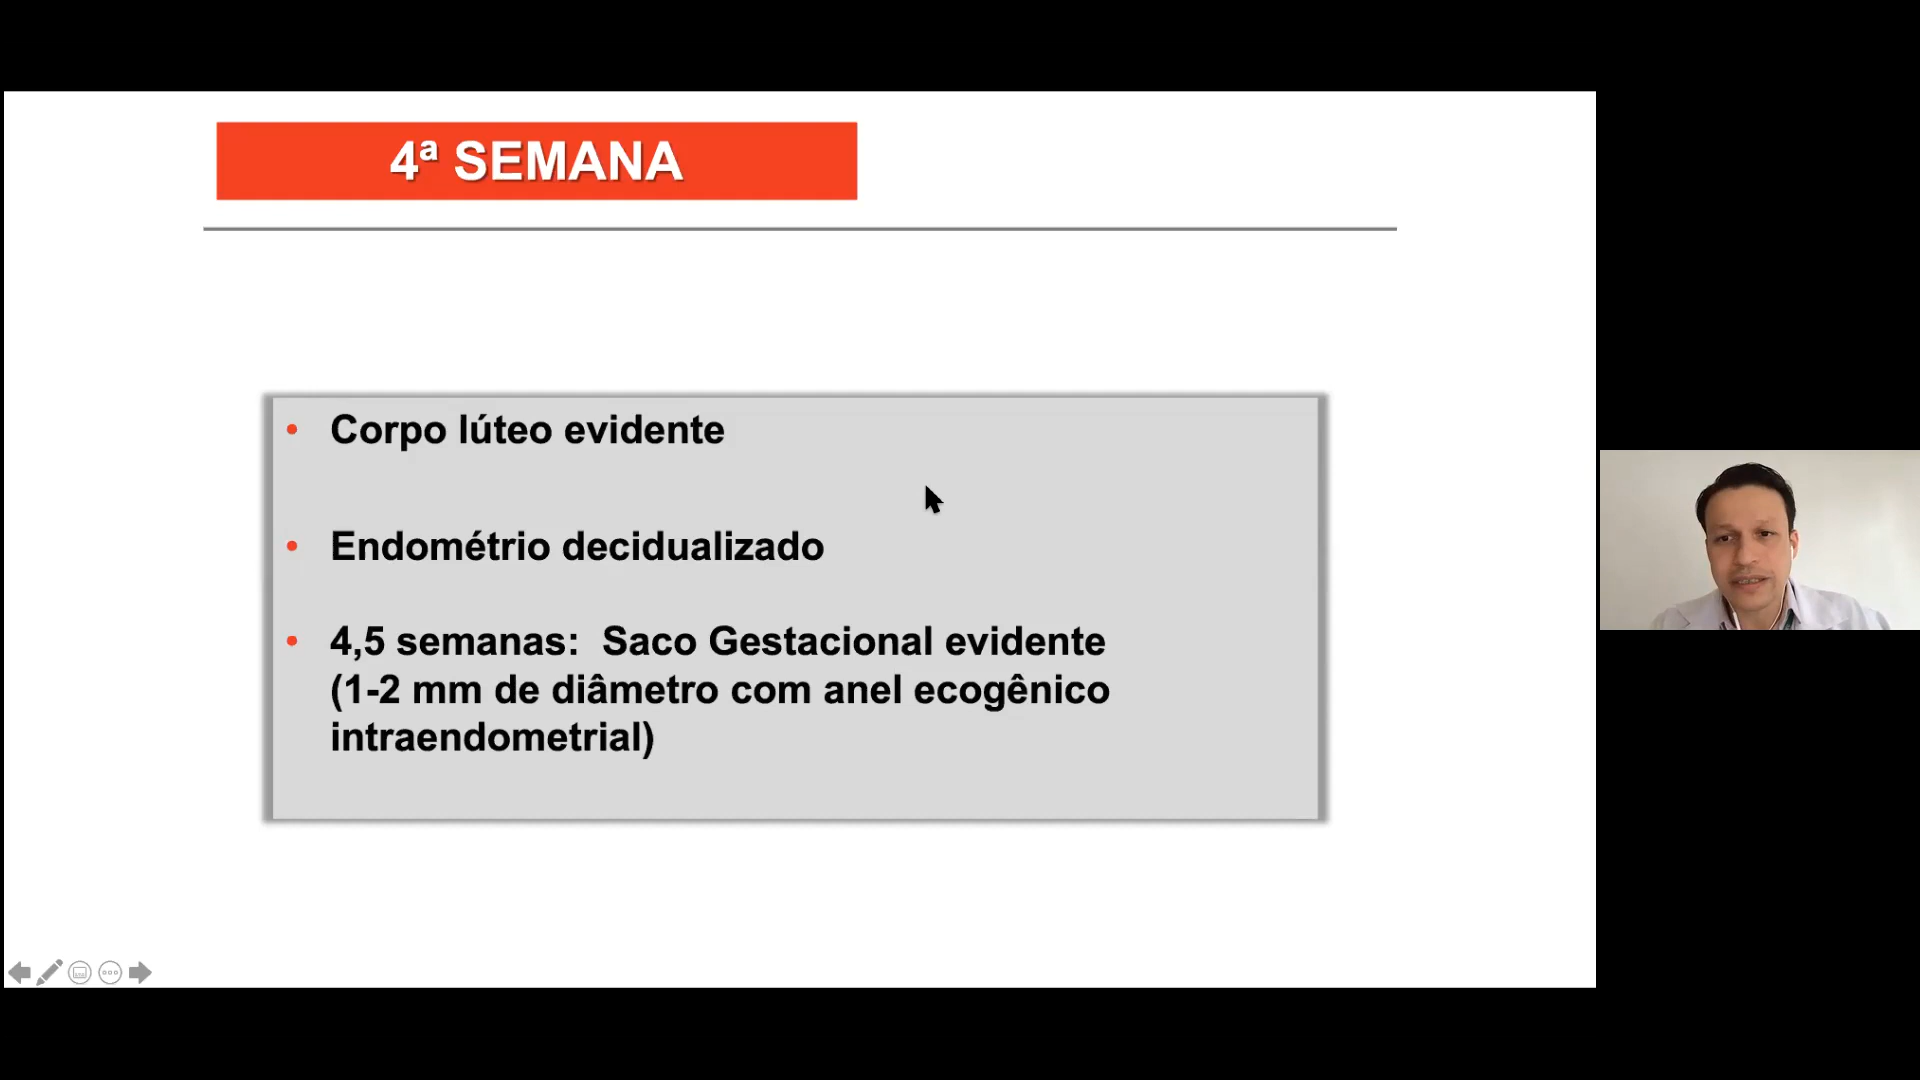 4ª SEMANA
• Corpo lúteo evidente
• Endométrio decidualizado
• 4,5 semanas: Saco Gestacional evidente
(1-2 mm de diâmetro com anel ecogênico
intraendometrial)